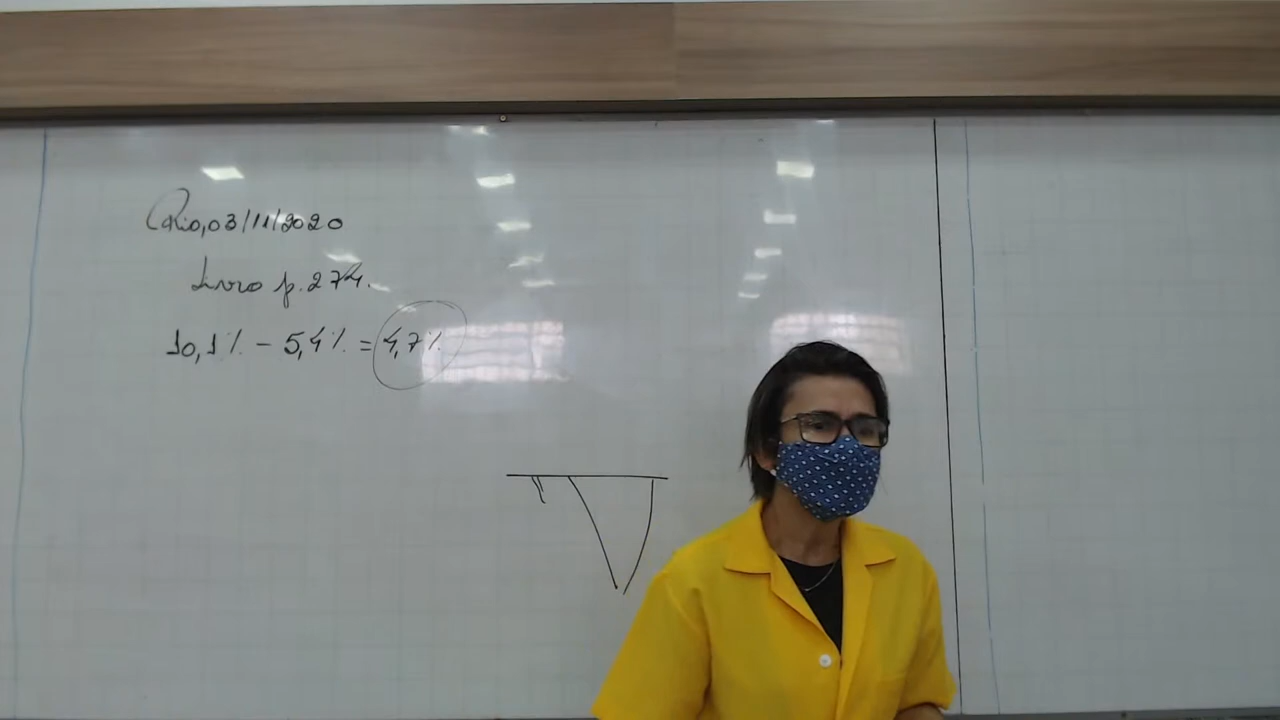 Rio, 03/11/2020
Livro p. 274.
10,1% - 5,4% = 4,7%